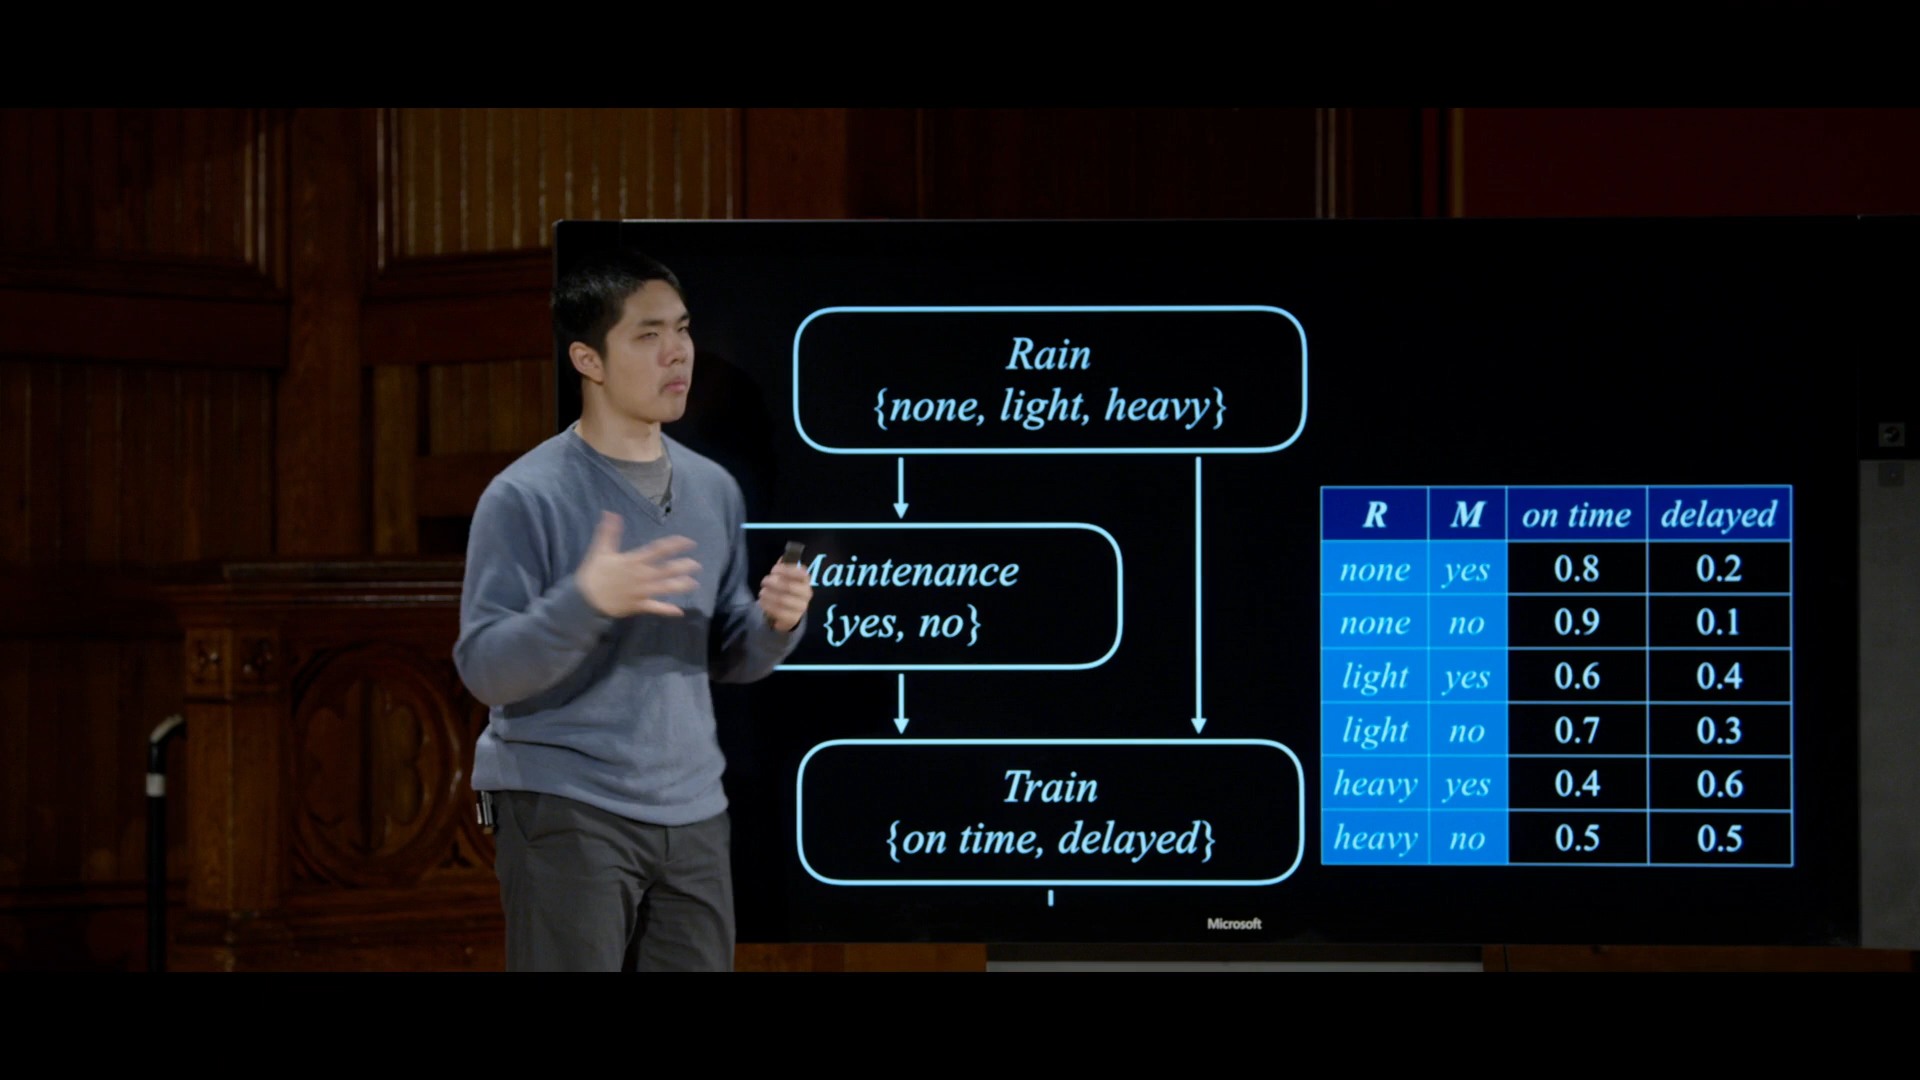 Rain
{none, light, heavy}
Maintenance
{yes, no}
Train
{on time, delayed}
R M on time delayed
none yes 0.8 0.2
none no 0.9 0.1
light yes 0.6 0.4
light no 0.7 0.3
heavy yes 0.4 0.6
heavy no 0.5 0.5
Microsoft